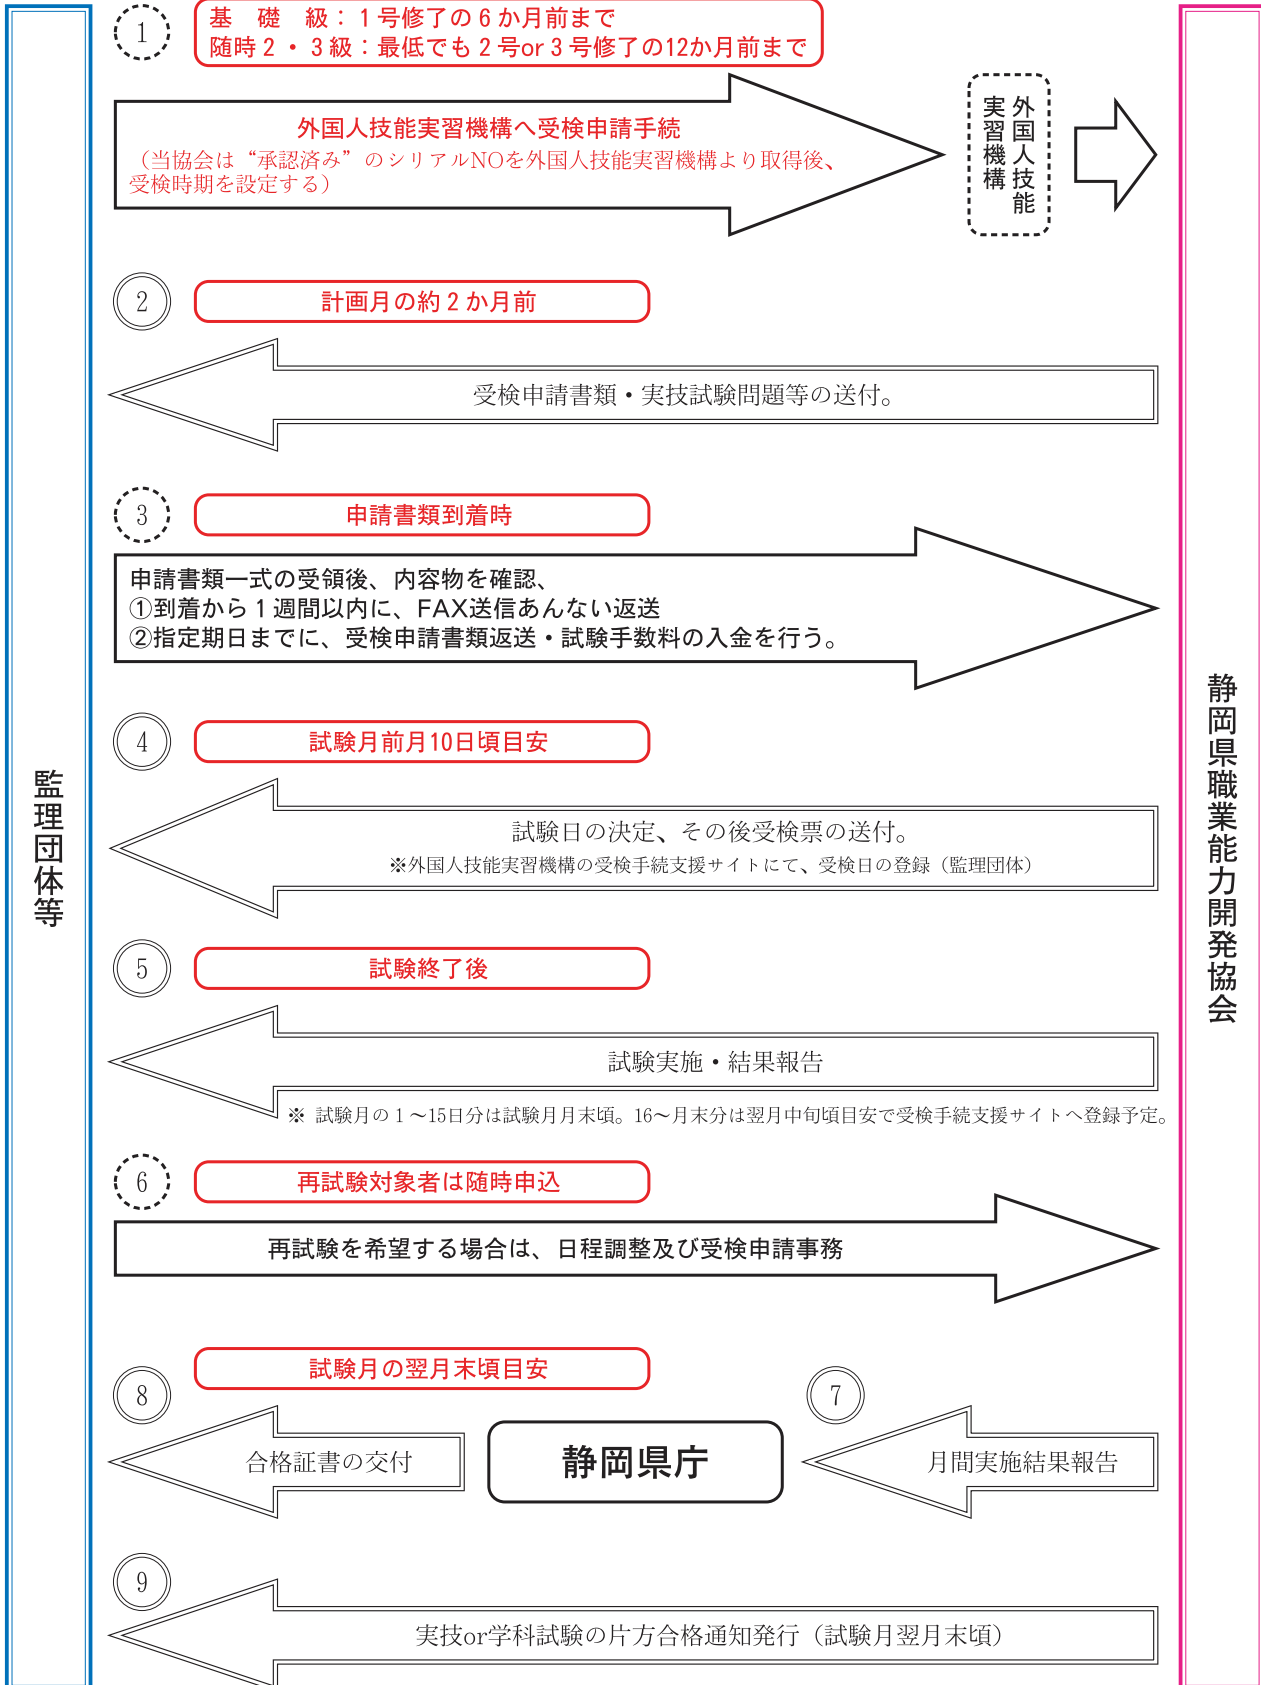 ①
基　礎　級：1号修了の6か月前まで
随時2・3級：最低でも2号or3号修了の12か月前まで
外国人技能実習機構へ受検申請手続
（当協会は“承認済み”のシリアルNOを外国人技能実習機構より取得後、
受検時期を設定する）
外国人技能
実習機構
②
計画月の約2か月前
受検申請書類・実技試験問題等の送付。
③
申請書類到着時
申請書類一式の受領後、内容物を確認、
①到着から1週間以内に、FAX送信あんない返送
②指定期日までに、受検申請書類返送・試験手数料の入金を行う。
④
試験月前月10日頃目安
試験日の決定、その後受検票の送付。
※外国人技能実習機構の受検手続支援サイトにて、受検日の登録（監理団体）
監理団体等
静岡県職業能力開発協会
⑤
試験終了後
試験実施・結果報告
※ 試験月の1～15日分は試験月月末頃。16～月末分は翌月中旬頃目安で受検手続支援サイトへ登録予定。
⑥
再試験対象者は随時申込
再試験を希望する場合は、日程調整及び受検申請事務
試験月の翌月末頃目安
⑧
合格証書の交付
静岡県庁
⑦
月間実施結果報告
⑨
実技or学科試験の片方合格通知発行（試験月翌月末頃）